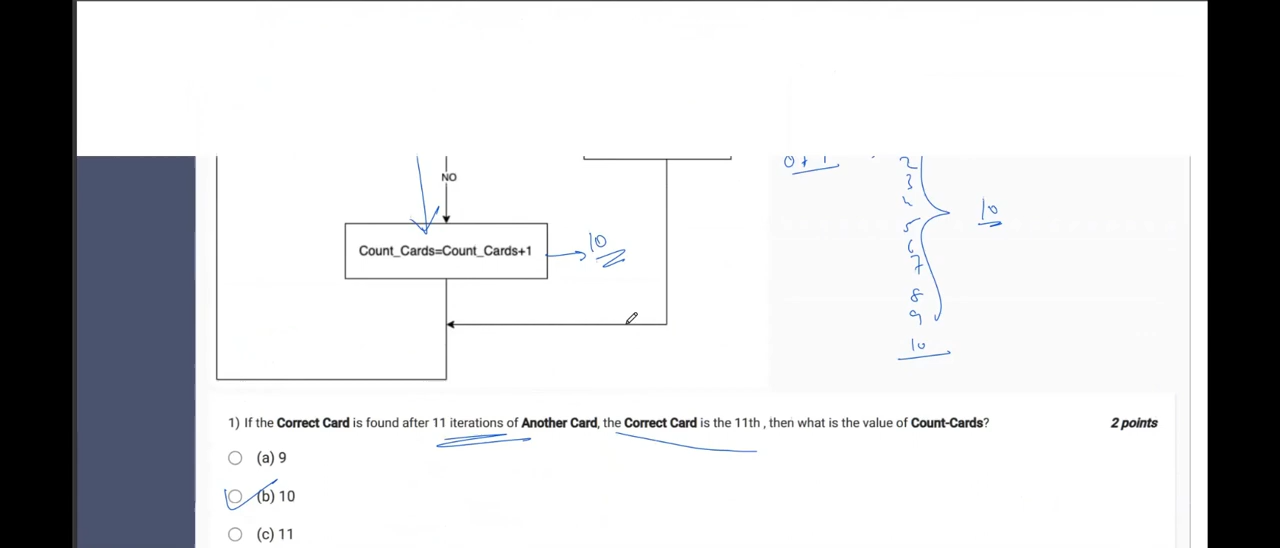 0 + 1
2
3
4
5
6
7
8
9
10
10
NO
Count_Cards=Count_Cards+1
10
1) If the Correct Card is found after 11 iterations of Another Card, the Correct Card is the 11th , then what is the value of Count-Cards?
2 points
(a) 9
(b) 10
(c) 11